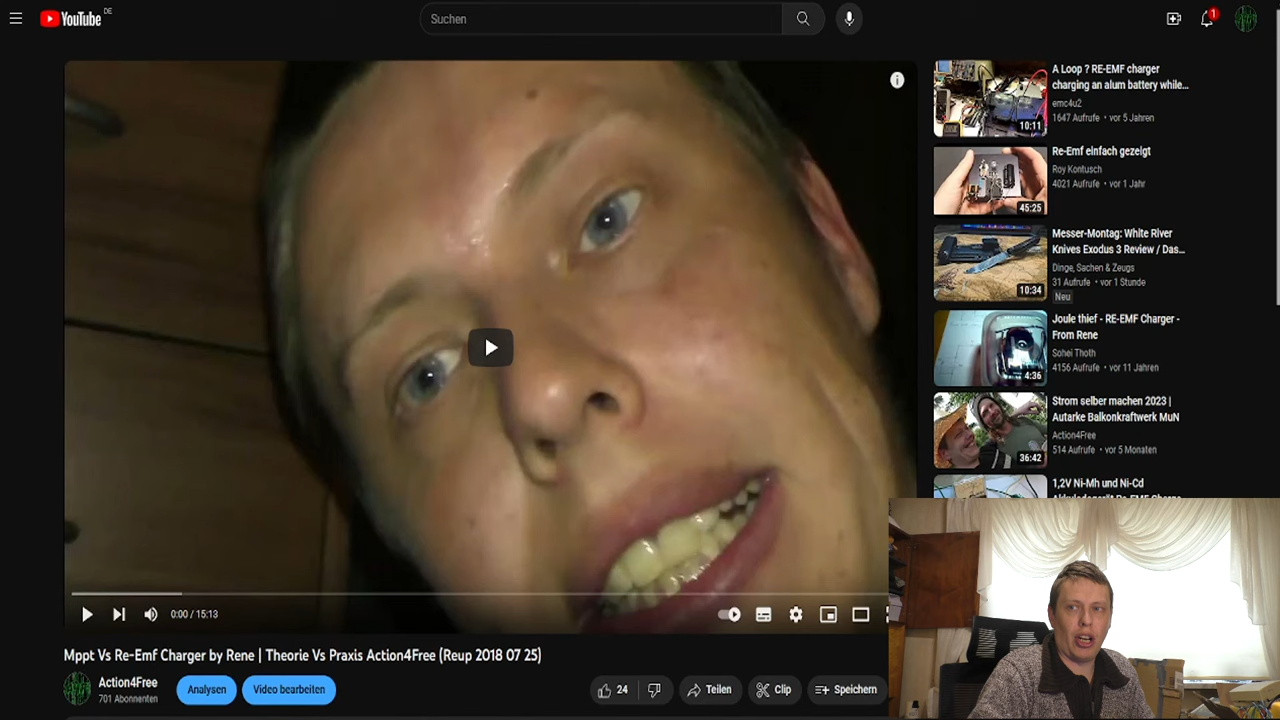 YouTube DE
Suchen
1
A Loop ? RE-EMF charger
charging an alum battery while...
emc4u2
1647 Aufrufe • vor 5 Jahren
10:11
Re-Emf einfach gezeigt
Roy Kontusch
4021 Aufrufe • vor 1 Jahr
45:25
Messer-Montag: White River
Knives Exodus 3 Review / Das...
Dinge, Sachen & Zeugs
31 Aufrufe • vor 1 Stunde
Neu
10:34
Joule thief - RE-EMF Charger -
From Rene
Sohei Thoth
4156 Aufrufe • vor 11 Jahren
4:36
Strom selber machen 2023 |
Autarke Balkonkraftwerk MuN
Action4Free
514 Aufrufe • vor 5 Monaten
36:42
1,2V Ni-Mh und Ni-Cd
0:00 / 15:13
Mppt Vs Re-Emf Charger by Rene | Theorie Vs Praxis Action4Free (Reup 2018 07 25)
Action4Free
701 Abonnenten
Analysen
Video bearbeiten
24
Teilen
Clip
Speichern